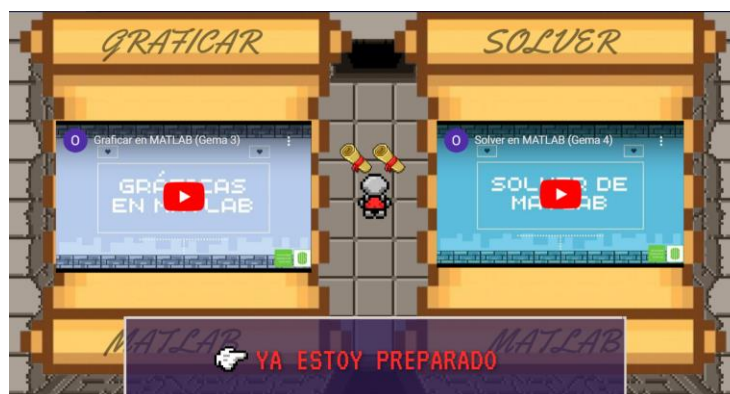 GRAFICAR
O Graficar en MATLAB (Gema 3)
GRÁFICAS
EN MATLAB
MATLAB
SOLVER
O Solver en MATLAB (Gema 4)
SOLVER DE
MATLAB
MATLAB
YA ESTOY PREPARADO